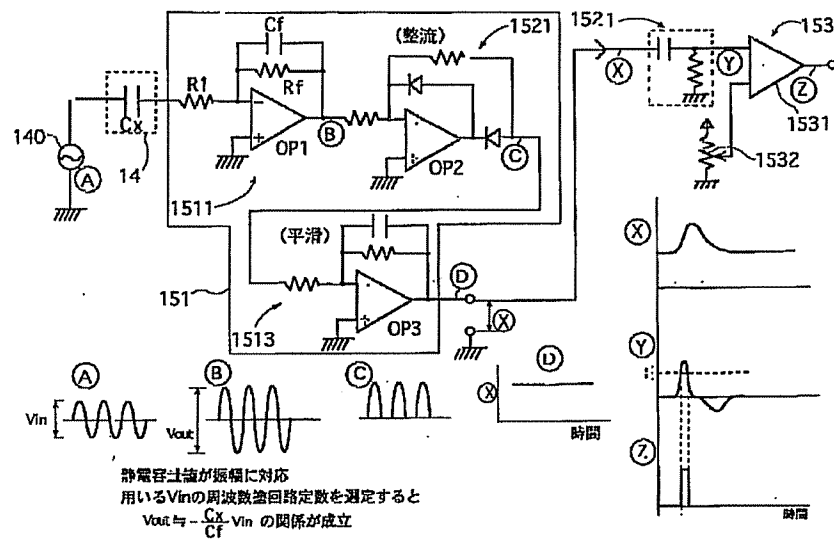 Cf
(整流)
1521
1521
153
Rf
Rf
X
Y
Z
140
Cx
A
14
OP1
B
OP2
C
1531
1532
1511
(平滑)
151
1513
OP3
D
X
X
Y
Z
時間
A
B
C
D
Vin
Vout
X
時間
静電容量値が振幅に対応
用いるVinの周波数 回路定数を選定すると
Vout ≒ - Cx/Cf Vin の関係が成立